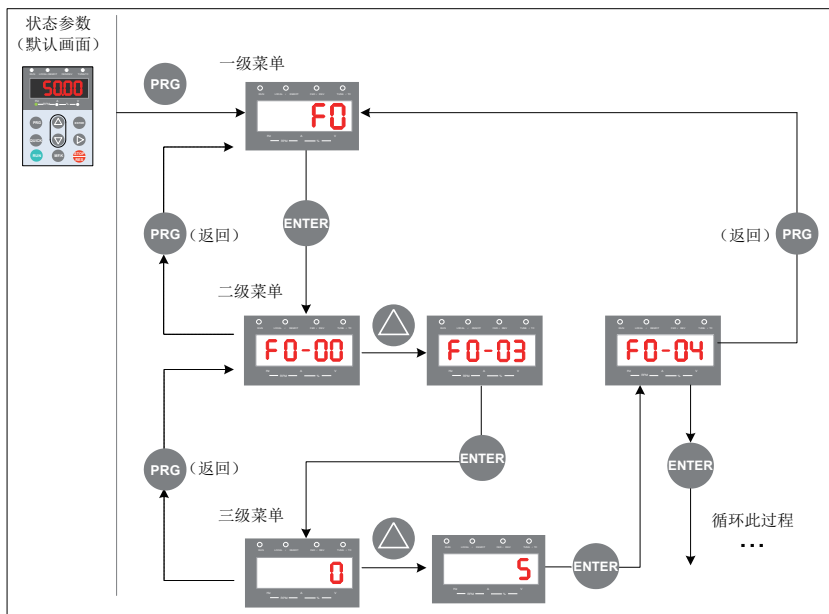 状态参数
（默认画面）
50.00
PRG
一级菜单
F0
ENTER
PRG
（返回）
（返回）
PRG
二级菜单
F0-00
F0-03
F0-04
PRG
（返回）
ENTER
ENTER
三级菜单
循环此过程
...
0
5
ENTER